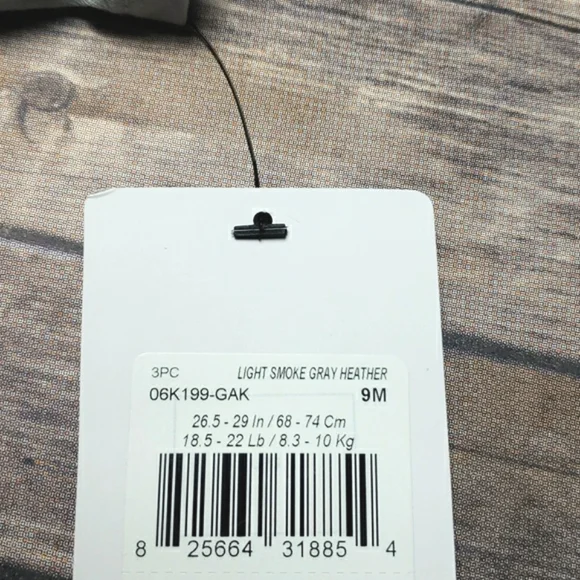 3PC LIGHT SMOKE GRAY HEATHER
06K199-GAK 9M
26.5 - 29 In / 68 - 74 Cm
18.5 - 22 Lb / 8.3 - 10 Kg
8 25664 31885 4